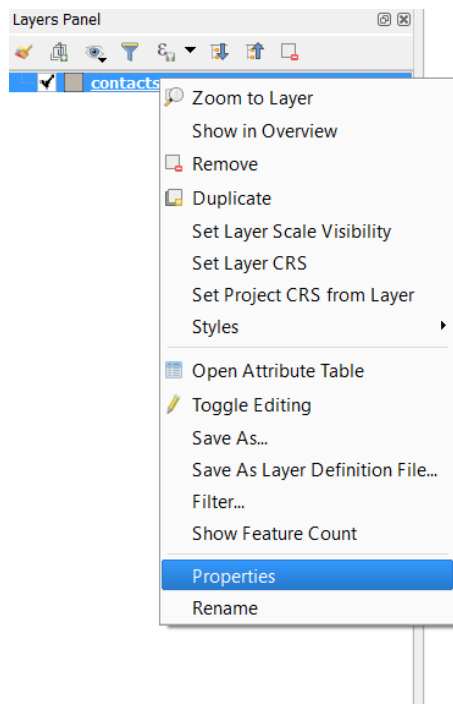 Layers Panel
contacts
Zoom to Layer
Show in Overview
Remove
Duplicate
Set Layer Scale Visibility
Set Layer CRS
Set Project CRS from Layer
Styles
Open Attribute Table
Toggle Editing
Save As...
Save As Layer Definition File...
Filter...
Show Feature Count
Properties
Rename